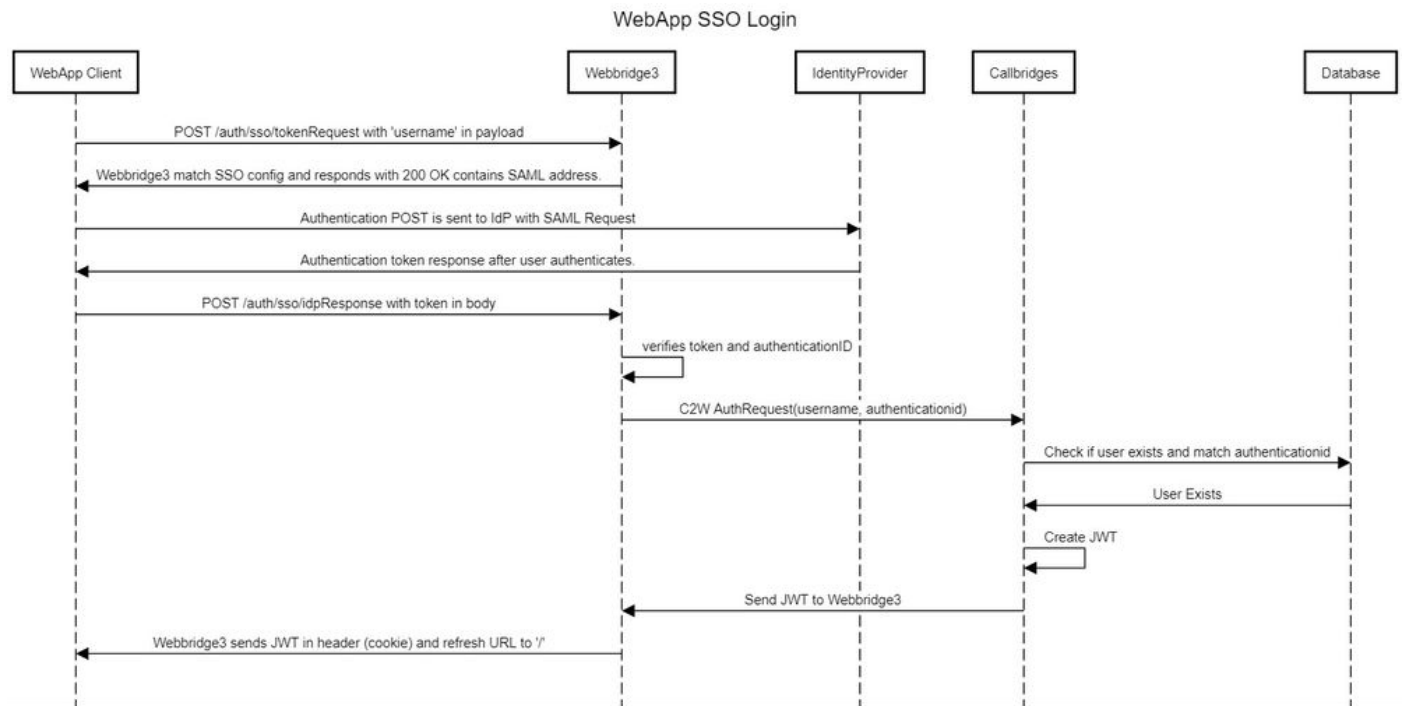 WebApp SSO Login
WebApp Client
Webbridge3
IdentityProvider
Callbridges
Database
POST /auth/sso/tokenRequest with 'username' in payload
Webbridge3 match SSO config and responds with 200 OK contains SAML address.
Authentication POST is sent to IdP with SAML Request
Authentication token response after user authenticates.
POST /auth/sso/idpResponse with token in body
verifies token and authenticationID
C2W AuthRequest(username, authenticationid)
Check if user exists and match authenticationid
User Exists
Create JWT
Send JWT to Webbridge3
Webbridge3 sends JWT in header (cookie) and refresh URL to '/'